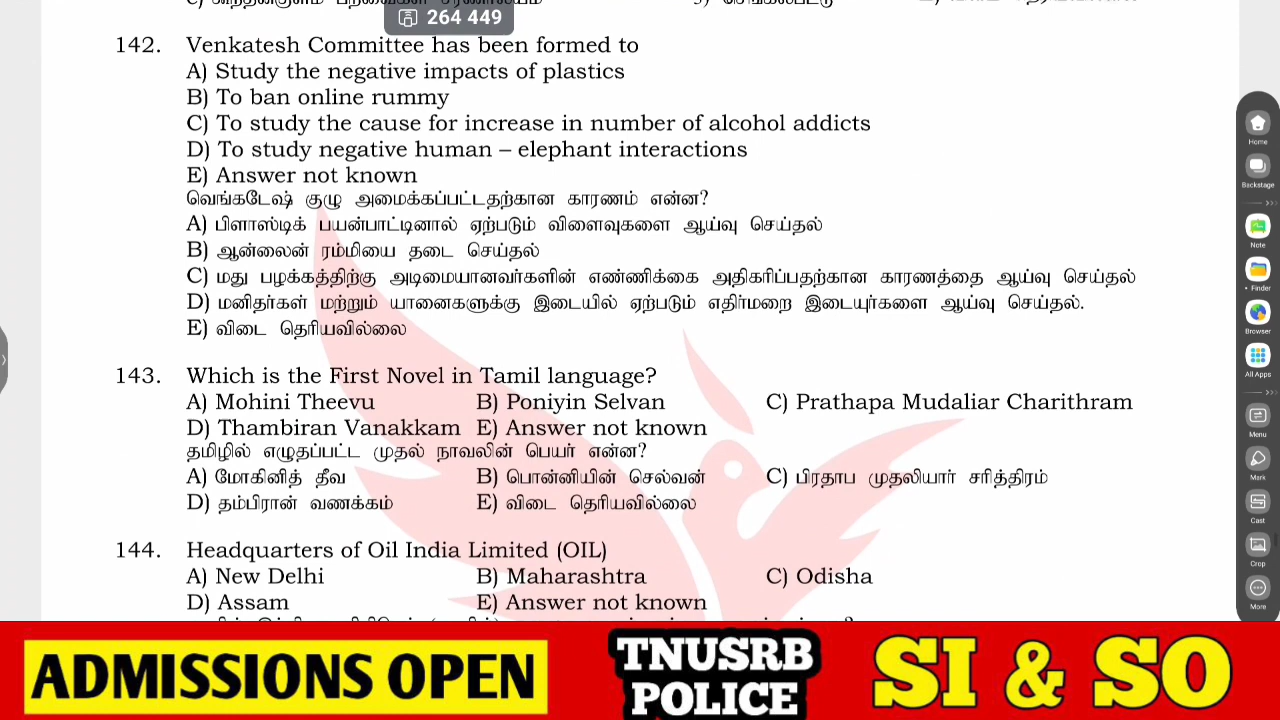 264 449
142. Venkatesh Committee has been formed to
A) Study the negative impacts of plastics
B) To ban online rummy
C) To study the cause for increase in number of alcohol addicts
D) To study negative human – elephant interactions
E) Answer not known
வெங்கடேஷ் குழு அமைக்கப்பட்டதற்கான காரணம் என்ன?
A) பிளாஸ்டிக் பயன்பாட்டினால் ஏற்படும் விளைவுகளை ஆய்வு செய்தல்
B) ஆன்லைன் ரம்மியை தடை செய்தல்
C) மது பழக்கத்திற்கு அடிமையானவர்களின் எண்ணிக்கை அதிகரிப்பதற்கான காரணத்தை ஆய்வு செய்தல்
D) மனிதர்கள் மற்றும் யானைகளுக்கு இடையில் ஏற்படும் எதிர்மறை இடையுர்களை ஆய்வு செய்தல்.
E) விடை தெரியவில்லை
143. Which is the First Novel in Tamil language?
A) Mohini Theevu B) Poniyin Selvan C) Prathapa Mudaliar Charithram
D) Thambiran Vanakkam E) Answer not known
தமிழில் எழுதப்பட்ட முதல் நாவலின் பெயர் என்ன?
A) மோகினித் தீவ B) பொன்னியின் செல்வன் C) பிரதாப முதலியார் சரித்திரம்
D) தம்பிரான் வணக்கம் E) விடை தெரியவில்லை
144. Headquarters of Oil India Limited (OIL)
A) New Delhi B) Maharashtra C) Odisha
D) Assam E) Answer not known
Home
Backstage
Note
Finder
Browser
All Apps
Menu
Mark
Cast
Crop
More
ADMISSIONS OPEN
TNUSRB
POLICE
SI & SO